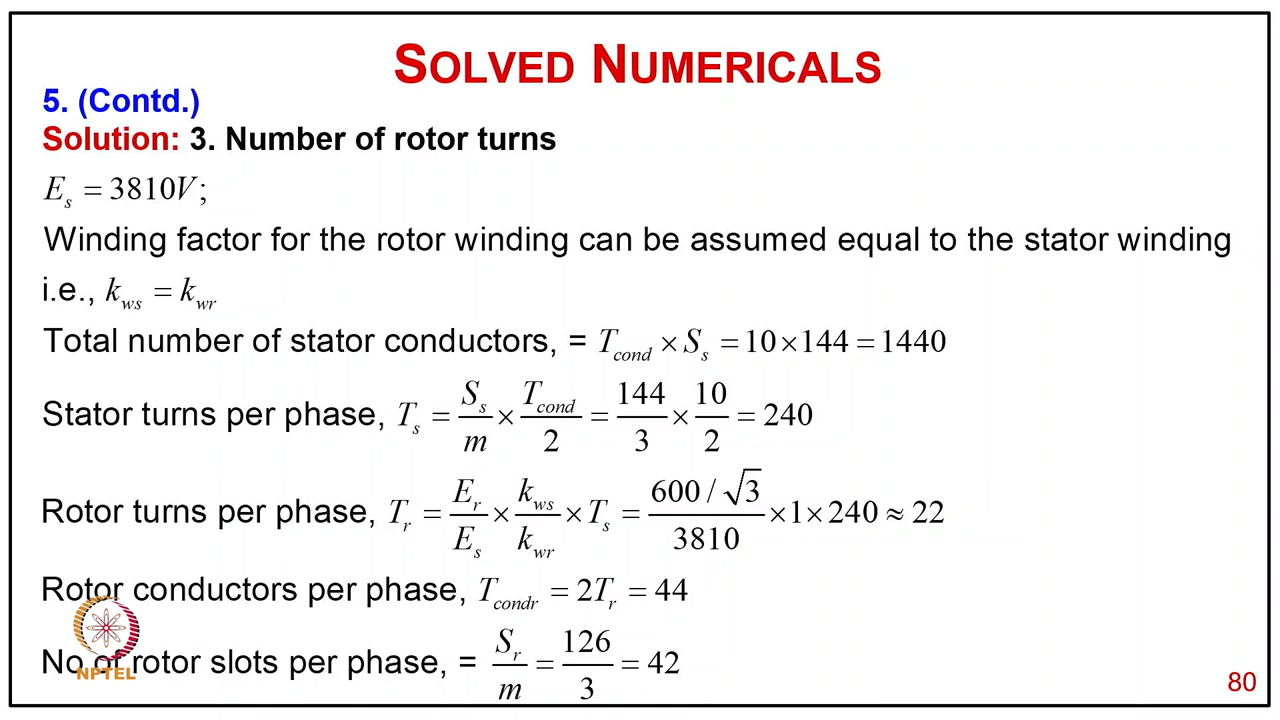 SOLVED NUMERICALS
5. (Contd.)
Solution: 3. Number of rotor turns
E_s = 3810V;
Winding factor for the rotor winding can be assumed equal to the stator winding
i.e., k_ws = k_wr
Total number of stator conductors, = T_cond × S_s = 10 × 144 = 1440
Stator turns per phase, T_s = S_s/m × T_cond/2 = 144/3 × 10/2 = 240
Rotor turns per phase, T_r = E_r/E_s × k_ws/k_wr × T_s = (600 / √3)/3810 × 1 × 240 ≈ 22
Rotor conductors per phase, T_condr = 2T_r = 44
No of rotor slots per phase, = S_r/m = 126/3 = 42
NPTEL
80